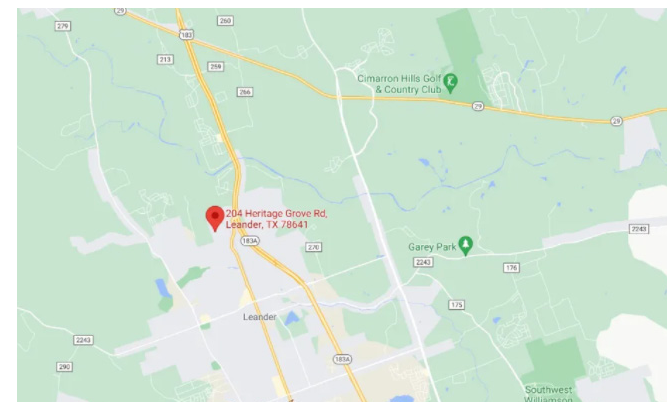 29
279
260
183
213
259
266
Cimarron Hills Golf
& Country Club
29
29
204 Heritage Grove Rd,
Leander, TX 78641
183A
270
Garey Park
2243
2243
176
175
Leander
2243
183A
290
Southwest
Williamson